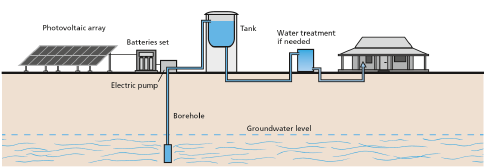 Photovoltaic array
Batteries set
Tank
Water treatment
if needed
Electric pump
Borehole
Groundwater level